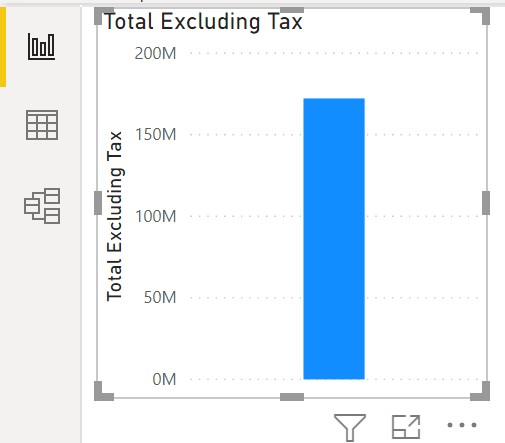 Total Excluding Tax
200M
150M
100M
50M
0M
Total Excluding Tax